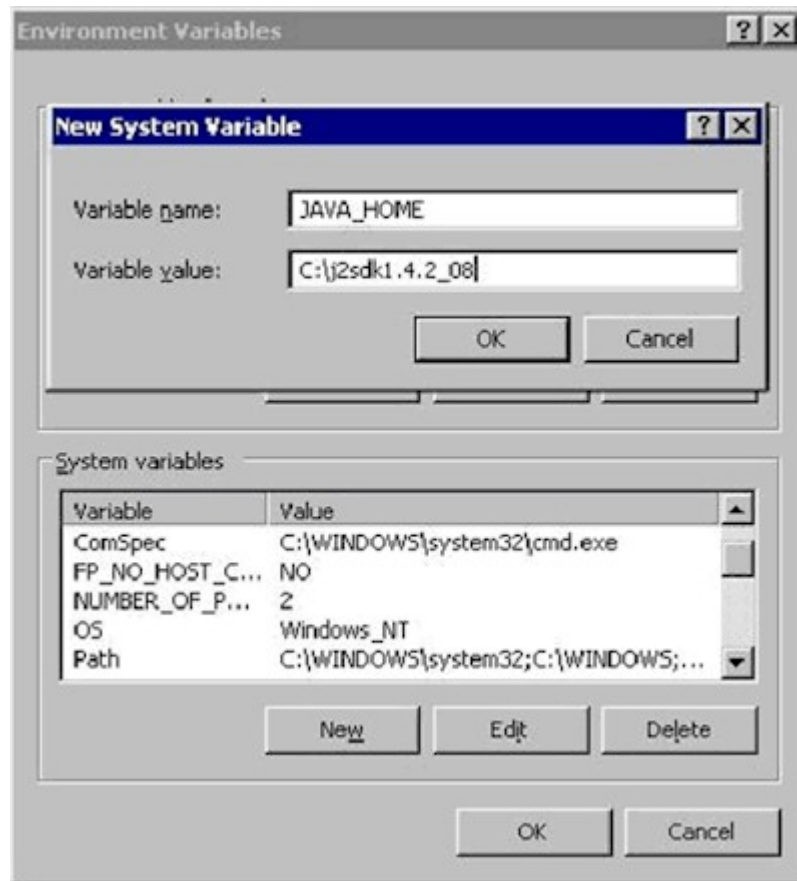 Environment Variables
New System Variable
Variable name: JAVA_HOME
Variable value: C:\j2sdk1.4.2_08
OK Cancel
System variables
Variable Value
ComSpec C:\WINDOWS\system32\cmd.exe
FP_NO_HOST_C... NO
NUMBER_OF_P... 2
OS Windows_NT
Path C:\WINDOWS\system32;C:\WINDOWS;...
New Edit Delete
OK Cancel